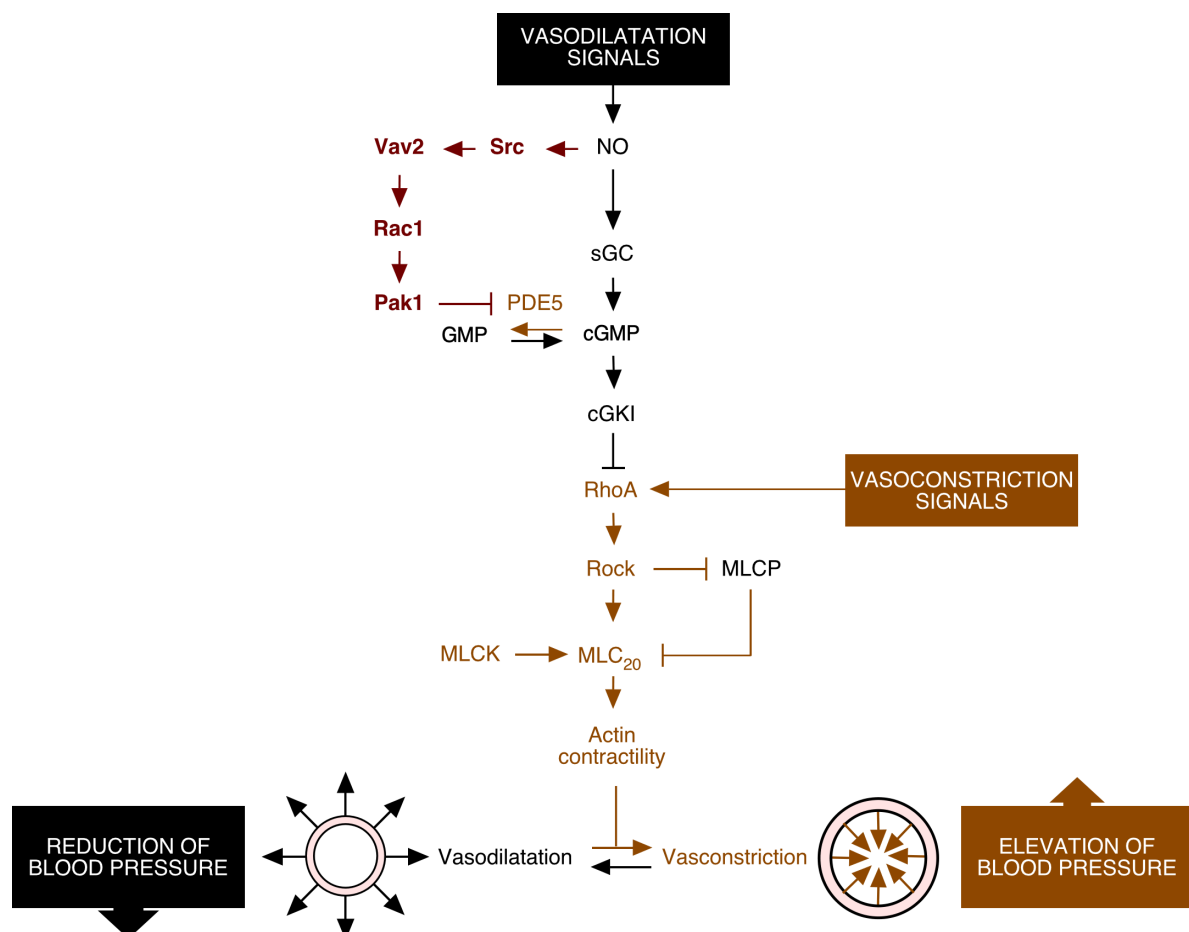 VASODILATATION
SIGNALS
Vav2
Src
NO
Rac1
sGC
Pak1
PDE5
GMP
cGMP
cGKI
RhoA
VASOCONSTRICTION
SIGNALS
Rock
MLCP
MLCK
MLC20
Actin
contractility
REDUCTION OF
BLOOD PRESSURE
Vasodilatation
Vasconstriction
ELEVATION OF
BLOOD PRESSURE